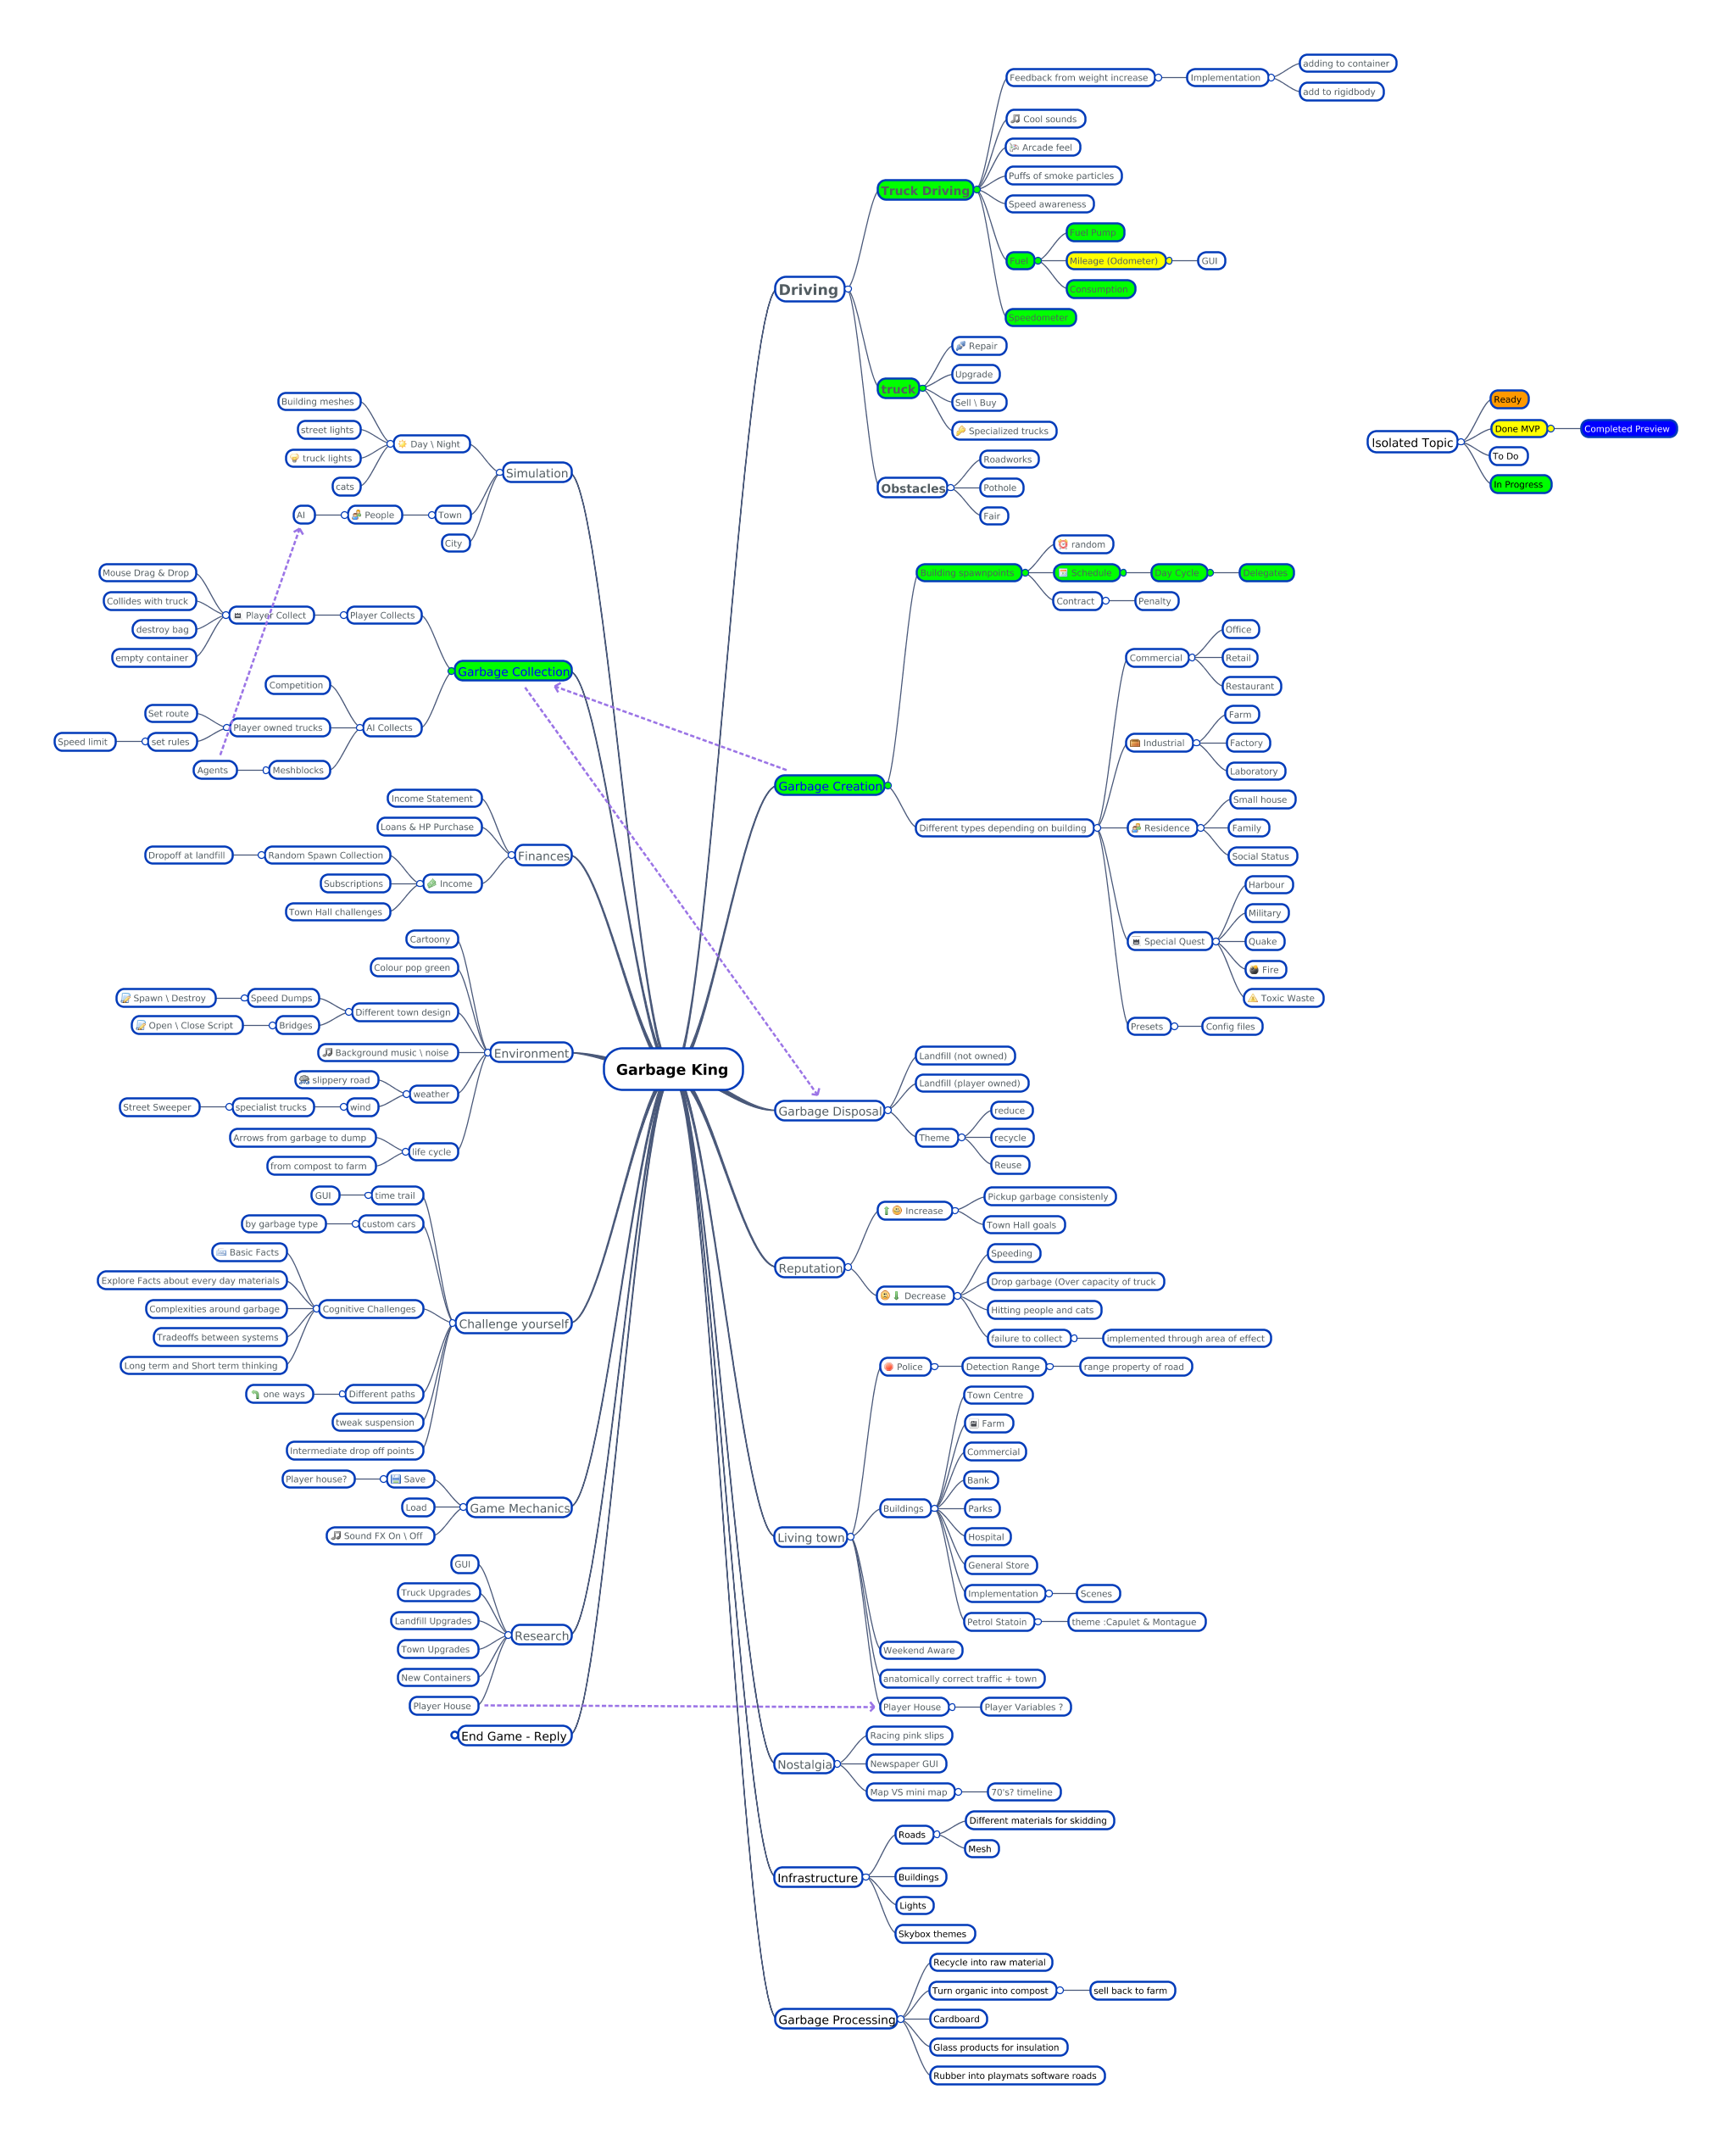 Garbage King
Driving
Truck Driving
Feedback from weight increase
Implementation
adding to container
add to rigidbody
Cool sounds
Arcade feel
Puffs of smoke particles
Speed awareness
Fuel
Fuel Pump
Mileage (Odometer)
GUI
Consumption
Speedometer
truck
Repair
Upgrade
Sell \ Buy
Specialized trucks
Obstacles
Roadworks
Pothole
Fair
Isolated Topic
Ready
Done MVP
Completed Preview
To Do
In Progress
Garbage Creation
Building spawnpoints
random
Schedule
Day Cycle
Delegates
Contract
Penalty
Different types depending on building
Commercial
Office
Retail
Restaurant
Industrial
Farm
Factory
Laboratory
Residence
Small house
Family
Social Status
Special Quest
Harbour
Military
Quake
Fire
Toxic Waste
Presets
Config files
Garbage Disposal
Landfill (not owned)
Landfill (player owned)
Theme
reduce
recycle
Reuse
Reputation
Increase
Pickup garbage consistenly
Town Hall goals
Decrease
Speeding
Drop garbage (Over capacity of truck
Hitting people and cats
failure to collect
implemented through area of effect
Living town
Police
Detection Range
range property of road
Buildings
Town Centre
Farm
Commercial
Bank
Parks
Hospital
General Store
Implementation
Scenes
Petrol Statoin
theme :Capulet & Montague
Weekend Aware
anatomically correct traffic + town
Player House
Player Variables ?
Nostalgia
Racing pink slips
Newspaper GUI
Map VS mini map
70's? timeline
Infrastructure
Roads
Different materials for skidding
Mesh
Buildings
Lights
Skybox themes
Garbage Processing
Recycle into raw material
Turn organic into compost
sell back to farm
Cardboard
Glass products for insulation
Rubber into playmats software roads
Simulation
Day \ Night
Building meshes
street lights
truck lights
cats
Town
People
AI
City
Garbage Collection
Player Collects
Player Collect
Mouse Drag & Drop
Collides with truck
destroy bag
empty container
AI Collects
Competition
Player owned trucks
Set route
set rules
Speed limit
Meshblocks
Agents
Finances
Income Statement
Loans & HP Purchase
Income
Random Spawn Collection
Dropoff at landfill
Subscriptions
Town Hall challenges
Environment
Cartoony
Colour pop green
Different town design
Speed Dumps
Spawn \ Destroy
Bridges
Open \ Close Script
Background music \ noise
weather
slippery road
wind
specialist trucks
Street Sweeper
life cycle
Arrows from garbage to dump
from compost to farm
Challenge yourself
time trail
GUI
custom cars
by garbage type
Cognitive Challenges
Basic Facts
Explore Facts about every day materials
Complexities around garbage
Tradeoffs between systems
Long term and Short term thinking
Different paths
one ways
tweak suspension
Intermediate drop off points
Game Mechanics
Save
Player house?
Load
Sound FX On \ Off
Research
GUI
Truck Upgrades
Landfill Upgrades
Town Upgrades
New Containers
Player House
End Game - Reply